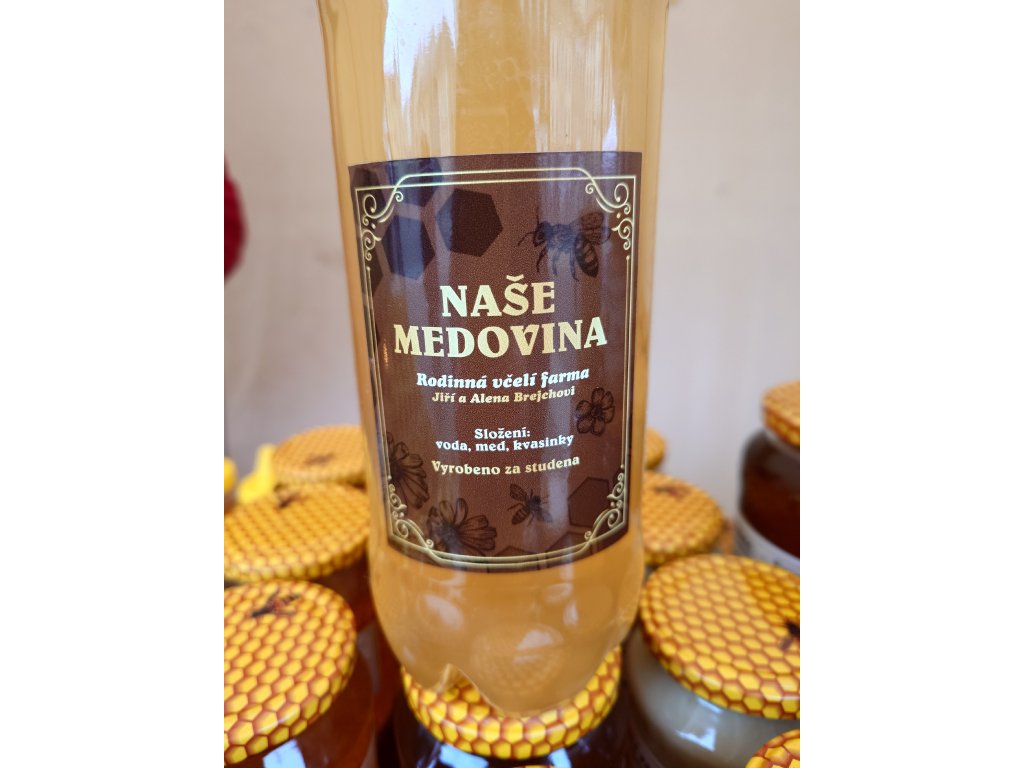 NAŠE
MEDOVINA
Rodinná včelí farma
Jiří a Alena Brejchovi
Složení:
voda, med, kvasinky
Vyrobeno za studena